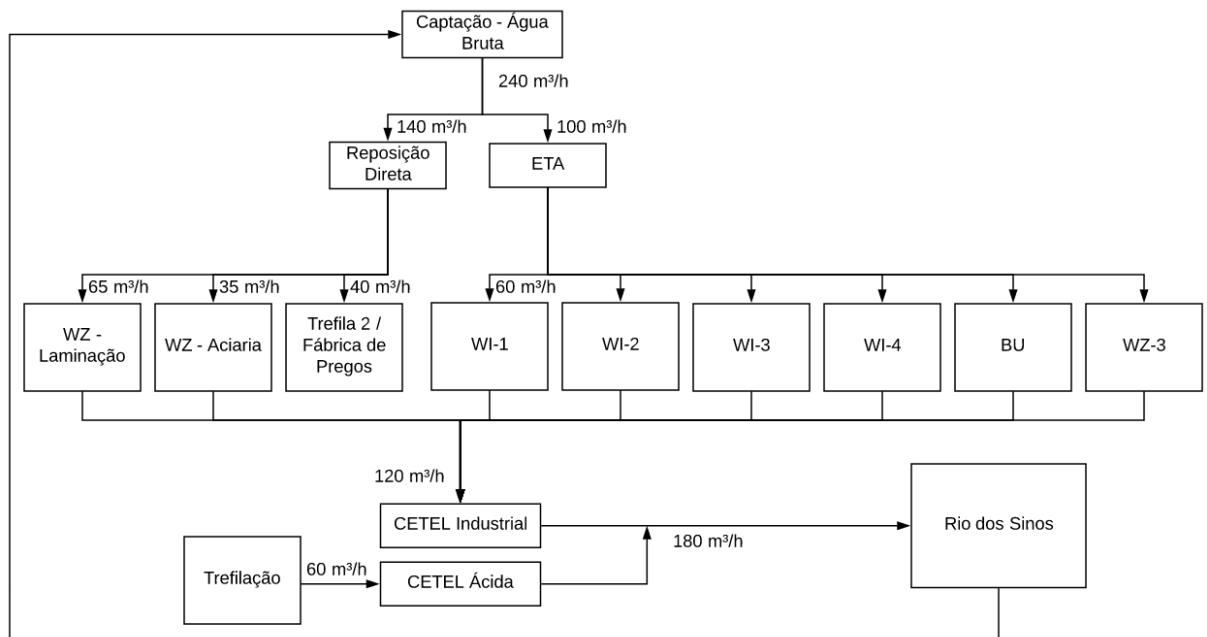 Captação - Água
Bruta
240 m³/h
140 m³/h
100 m³/h
Reposição
Direta
ETA
65 m³/h
35 m³/h
40 m³/h
60 m³/h
WZ -
Laminação
WZ - Aciaria
Trefila 2 /
Fábrica de
Pregos
WI-1
WI-2
WI-3
WI-4
BU
WZ-3
120 m³/h
CETEL Industrial
Rio dos Sinos
180 m³/h
Trefilação
60 m³/h
CETEL Ácida